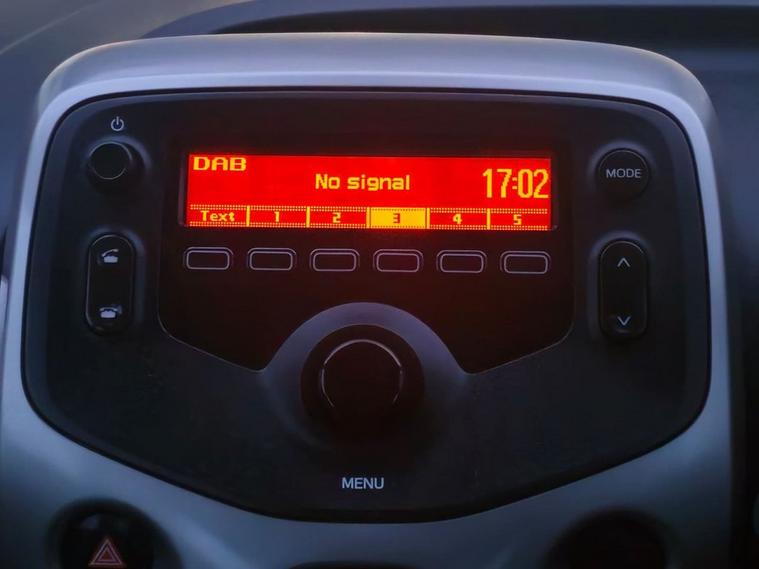 DAB
No signal
17:02
Text 1 2 3 4 5
MODE
MENU